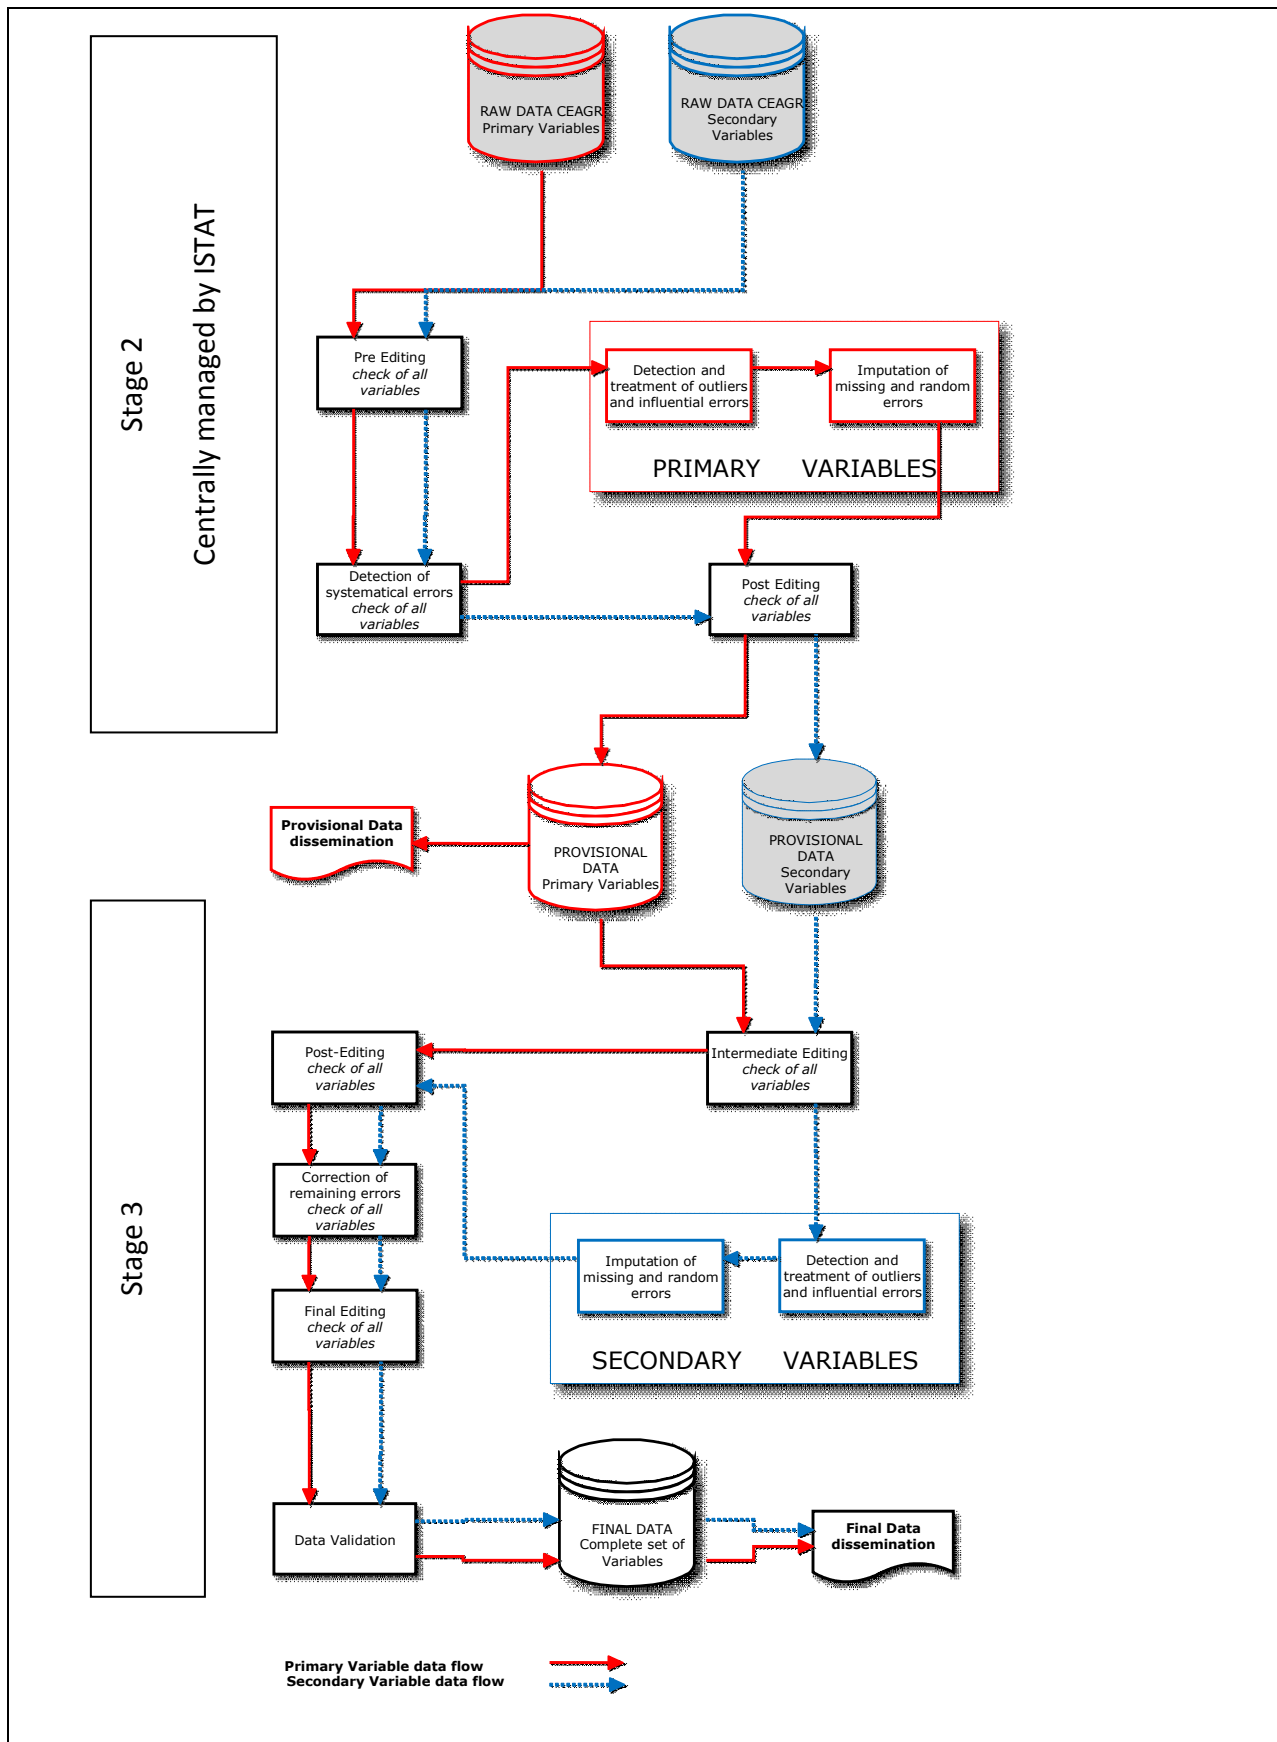 RAW DATA CEAGR
Primary Variables
RAW DATA CEAGR
Secondary
Variables
Stage 2
Centrally managed by ISTAT
Pre Editing
check of all
variables
Detection and
treatment of outliers
and influential errors
Imputation of
missing and random
errors
PRIMARY VARIABLES
Detection of
systematical errors
check of all
variables
Post Editing
check of all
variables
Provisional Data
dissemination
PROVISIONAL
DATA
Primary Variables
PROVISIONAL
DATA
Secondary
Variables
Stage 3
Post-Editing
check of all
variables
Intermediate Editing
check of all
variables
Correction of
remaining errors
check of all
variables
Imputation of
missing and random
errors
Detection and
treatment of outliers
and influential errors
SECONDARY VARIABLES
Final Editing
check of all
variables
Data Validation
FINAL DATA
Complete set of
Variables
Final Data
dissemination
Primary Variable data flow
Secondary Variable data flow